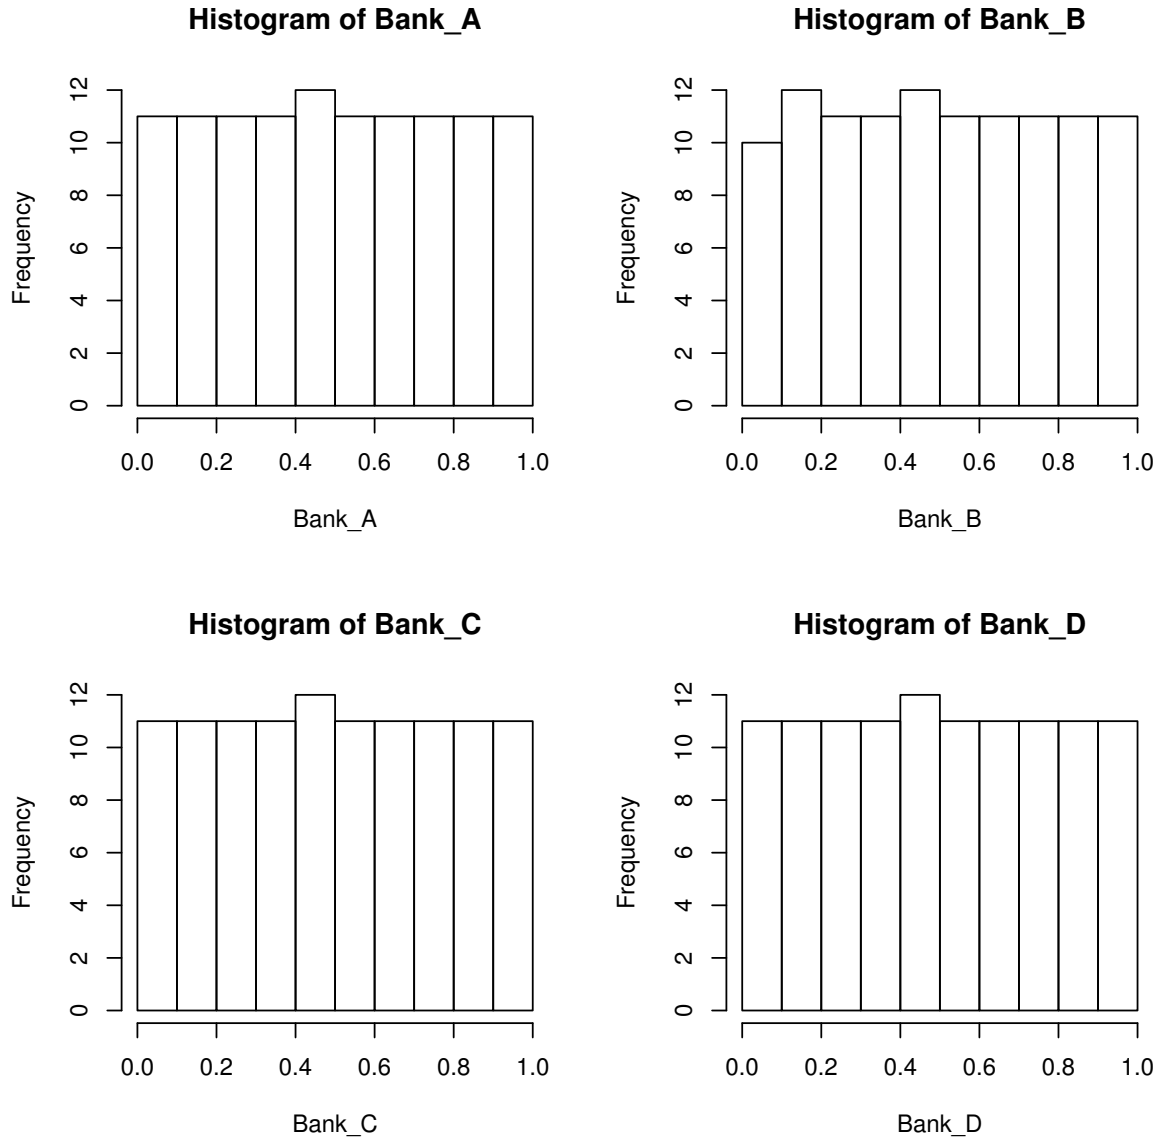 Histogram of Bank_A
Frequency
12
10
8
6
4
2
0
0.0 0.2 0.4 0.6 0.8 1.0
Bank_A
Histogram of Bank_B
Frequency
12
10
8
6
4
2
0
0.0 0.2 0.4 0.6 0.8 1.0
Bank_B
Histogram of Bank_C
Frequency
12
10
8
6
4
2
0
0.0 0.2 0.4 0.6 0.8 1.0
Bank_C
Histogram of Bank_D
Frequency
12
10
8
6
4
2
0
0.0 0.2 0.4 0.6 0.8 1.0
Bank_D